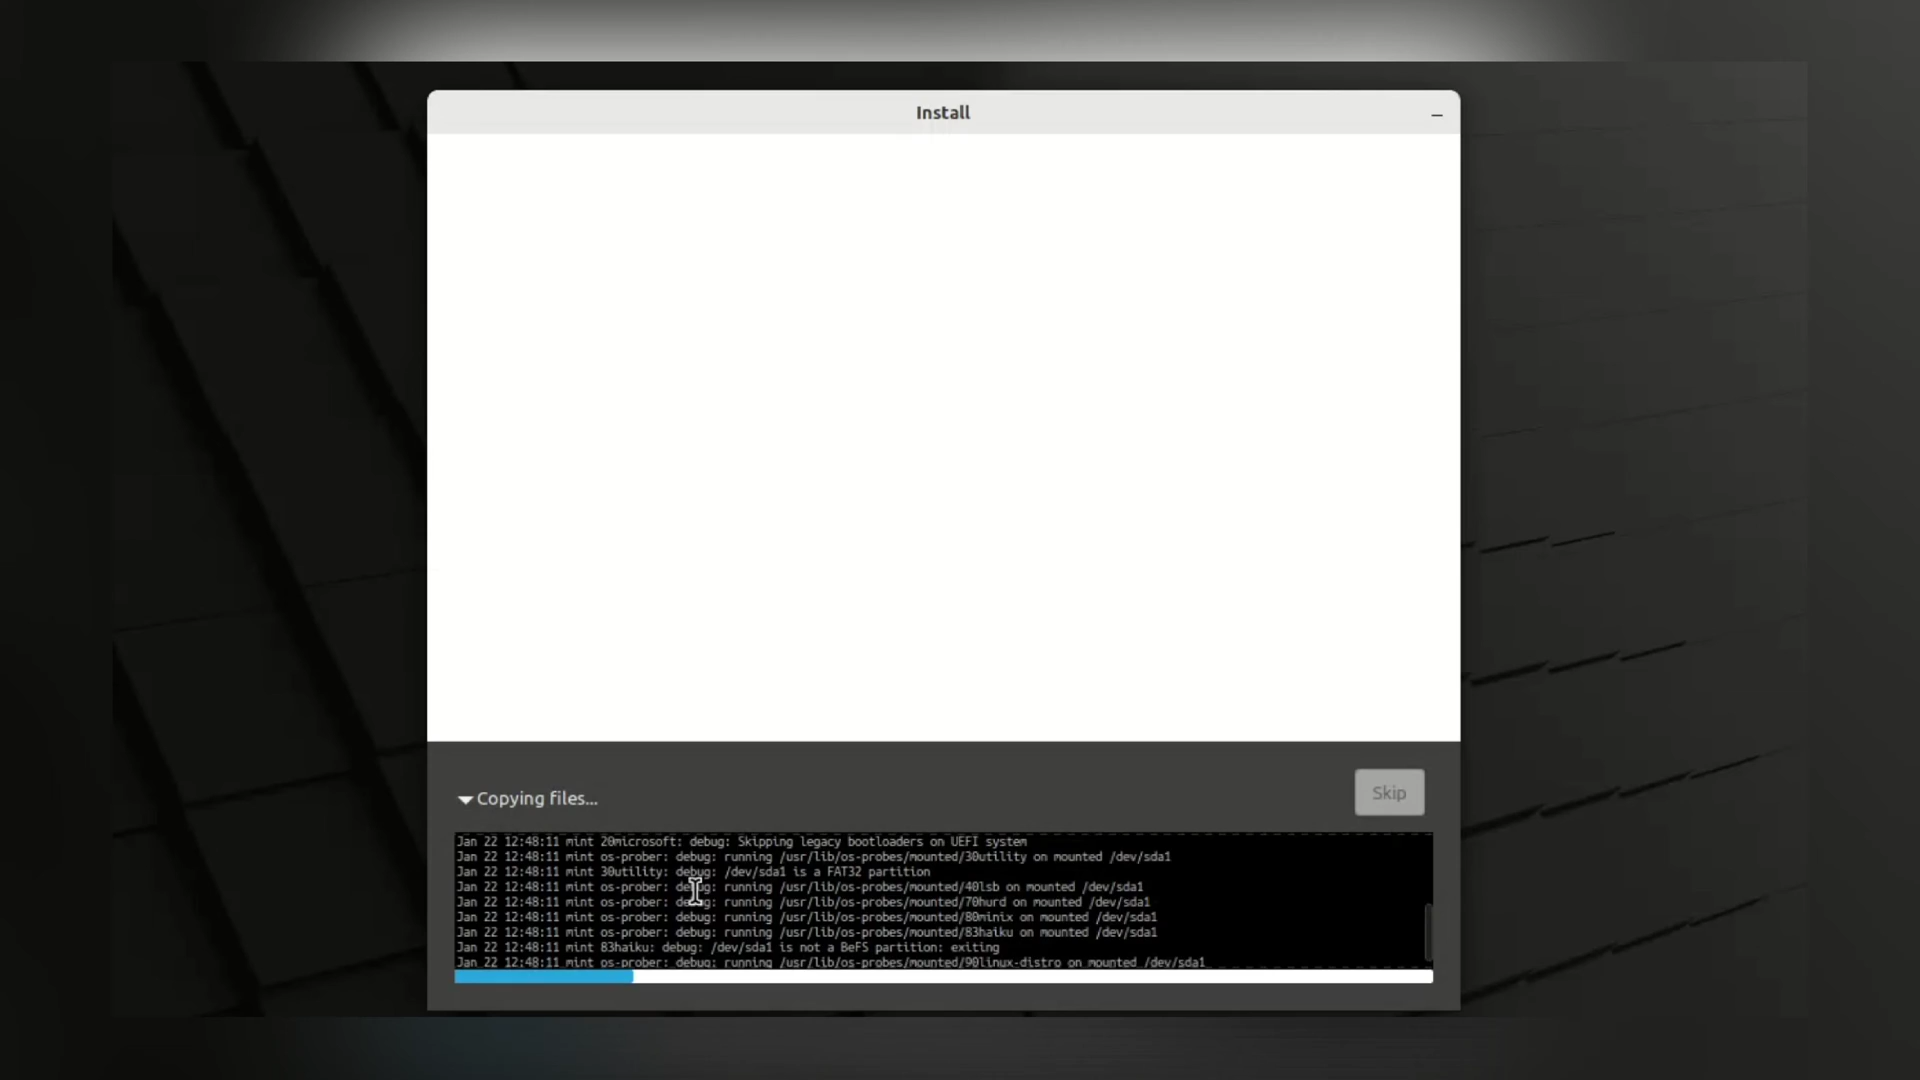 Install
Copying files...
Skip
Jan 22 12:48:11 mint 20microsoft: debug: Skipping legacy bootloaders on UEFI system
Jan 22 12:48:11 mint os-prober: debug: running /usr/lib/os-probes/mounted/30utility on mounted /dev/sda1
Jan 22 12:48:11 mint 30utility: debug: /dev/sda1 is a FAT32 partition
Jan 22 12:48:11 mint os-prober: debug: running /usr/lib/os-probes/mounted/40lsb on mounted /dev/sda1
Jan 22 12:48:11 mint os-prober: debug: running /usr/lib/os-probes/mounted/70hurd on mounted /dev/sda1
Jan 22 12:48:11 mint os-prober: debug: running /usr/lib/os-probes/mounted/80minix on mounted /dev/sda1
Jan 22 12:48:11 mint os-prober: debug: running /usr/lib/os-probes/mounted/83haiku on mounted /dev/sda1
Jan 22 12:48:11 mint 83haiku: debug: /dev/sda1 is not a BeFS partition: exiting
Jan 22 12:48:11 mint os-prober: debug: running /usr/lib/os-probes/mounted/90linux-distro on mounted /dev/sda1